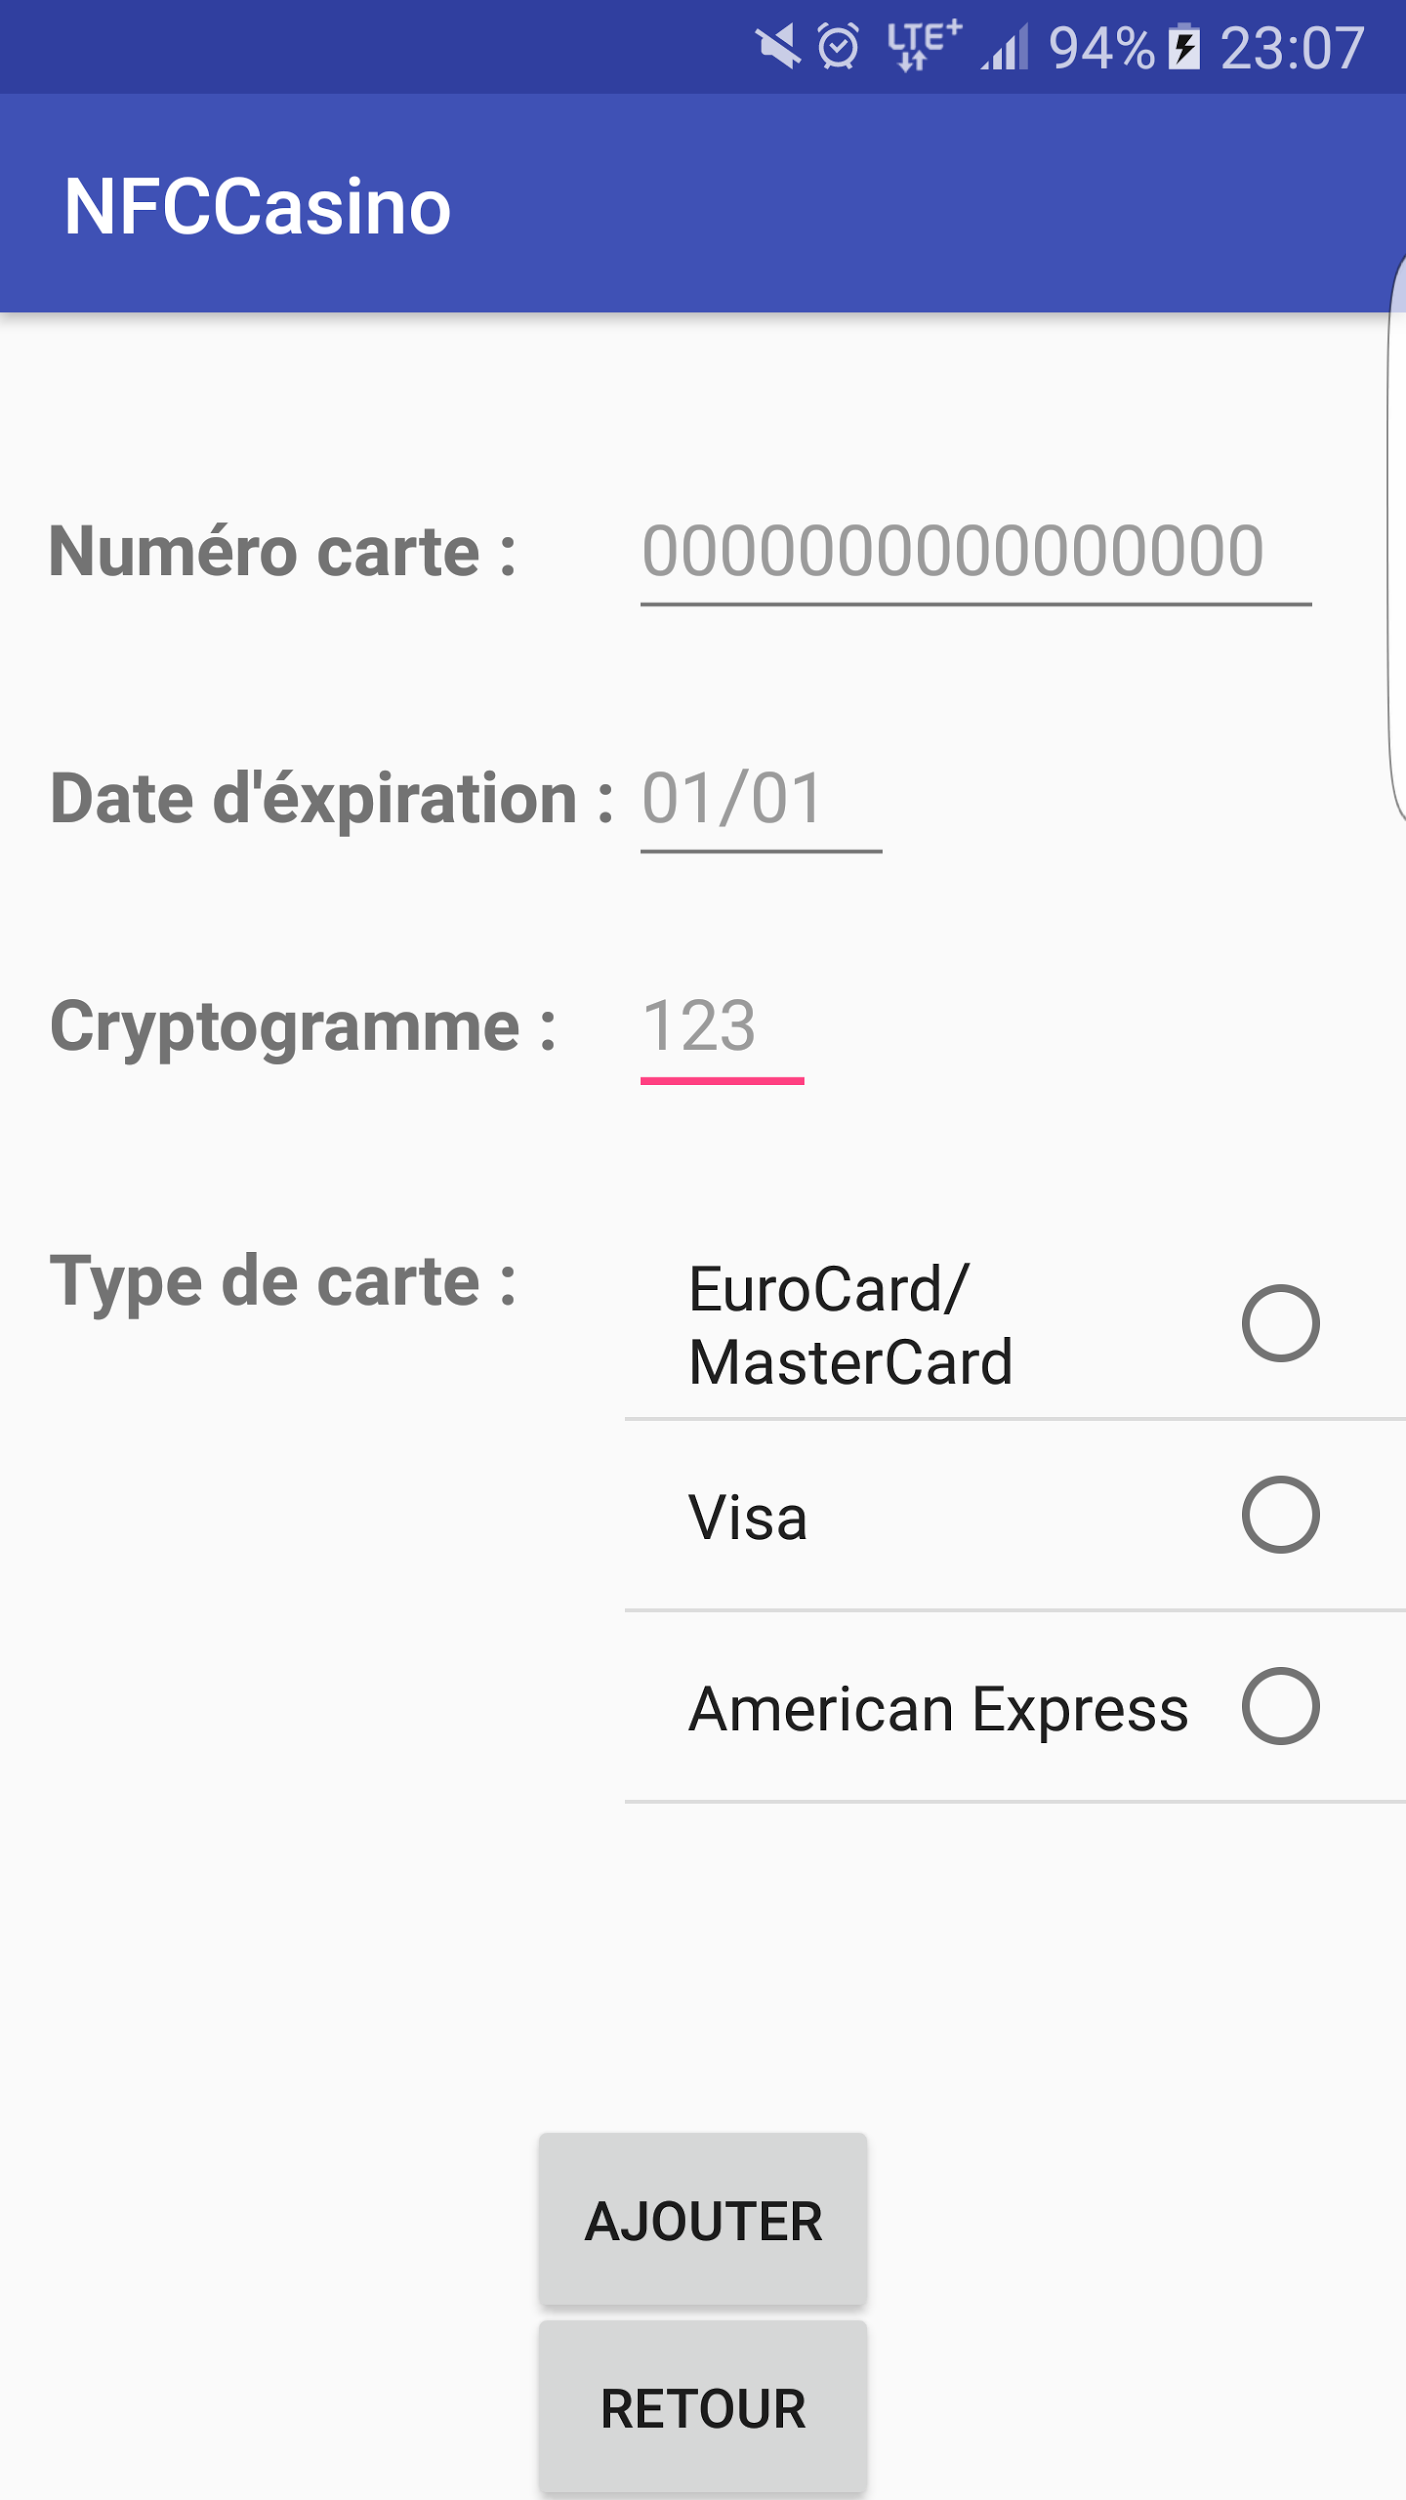 LTE+ 94% 23:07
NFCCasino
Numéro carte : 0000000000000000
Date d'éxpiration : 01/01
Cryptogramme : 123
Type de carte : EuroCard/
MasterCard
Visa
American Express
AJOUTER
RETOUR